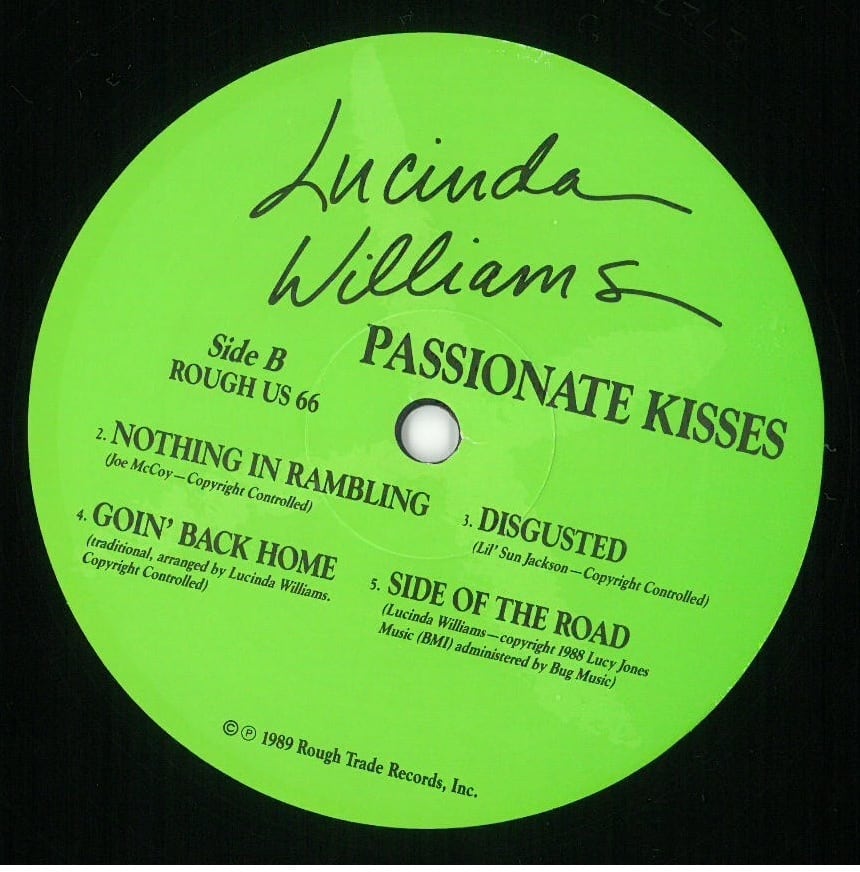 Lucinda
Williams
PASSIONATE KISSES
Side B
ROUGH US 66
2. NOTHING IN RAMBLING
(Joe McCoy—Copyright Controlled)
3. DISGUSTED
(Lil' Sun Jackson—Copyright Controlled)
4. GOIN' BACK HOME
(traditional, arranged by Lucinda Williams.
Copyright Controlled)
5. SIDE OF THE ROAD
(Lucinda Williams—copyright 1988 Lucy Jones
Music (BMI) administered by Bug Music)
©℗ 1989 Rough Trade Records, Inc.